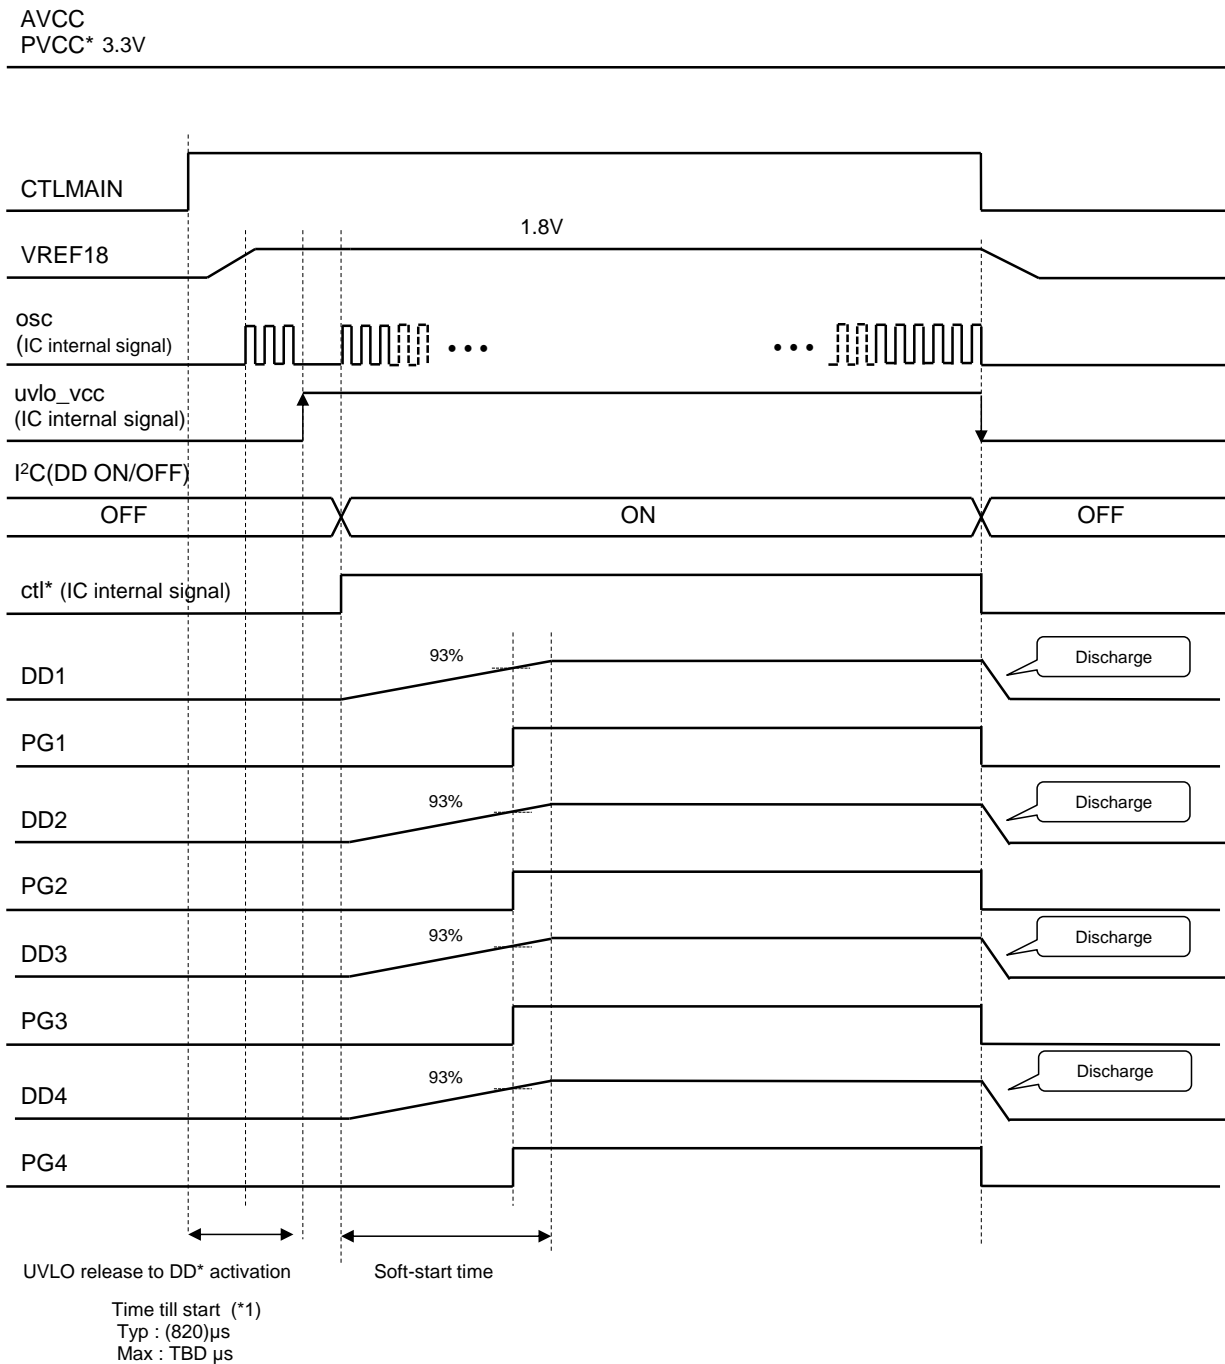 AVCC
PVCC* 3.3V
CTLMAIN
1.8V
VREF18
osc
(IC internal signal)
uvlo_vcc
(IC internal signal)
I²C(DD ON/OFF)
OFF ON OFF
ctl* (IC internal signal)
93% Discharge
DD1
PG1
93% Discharge
DD2
PG2
93% Discharge
DD3
PG3
93% Discharge
DD4
PG4
UVLO release to DD* activation Soft-start time
Time till start (*1)
Typ : (820)µs
Max : TBD µs